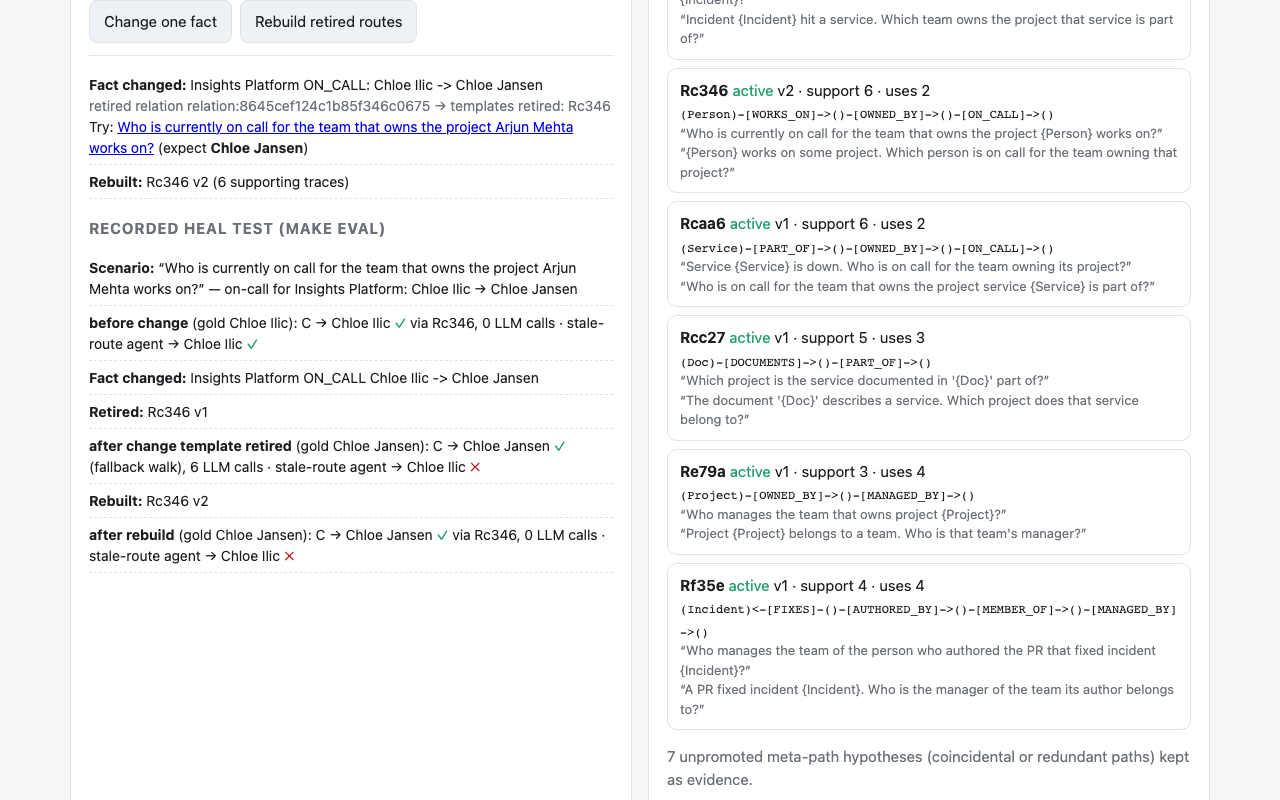 Change one fact
Rebuild retired routes
Fact changed: Insights Platform ON_CALL: Chloe Ilic -> Chloe Jansen
retired relation relation:8645cef124c1b85f346c0675 → templates retired: Rc346
Try: Who is currently on call for the team that owns the project Arjun Mehta
works on? (expect Chloe Jansen)
Rebuilt: Rc346 v2 (6 supporting traces)
RECORDED HEAL TEST (MAKE EVAL)
Scenario: “Who is currently on call for the team that owns the project Arjun
Mehta works on?” — on-call for Insights Platform: Chloe Ilic → Chloe Jansen
before change (gold Chloe Ilic): C → Chloe Ilic ✓ via Rc346, 0 LLM calls · stale-
route agent → Chloe Ilic ✓
Fact changed: Insights Platform ON_CALL Chloe Ilic -> Chloe Jansen
Retired: Rc346 v1
after change template retired (gold Chloe Jansen): C → Chloe Jansen ✓
(fallback walk), 6 LLM calls · stale-route agent → Chloe Ilic ✕
Rebuilt: Rc346 v2
after rebuild (gold Chloe Jansen): C → Chloe Jansen ✓ via Rc346, 0 LLM calls ·
stale-route agent → Chloe Ilic ✕
{Incident}?”
“Incident {Incident} hit a service. Which team owns the project that service is part
of?”
Rc346 active v2 · support 6 · uses 2
(Person)-[WORKS_ON]->()-[OWNED_BY]->()-[ON_CALL]->()
“Who is currently on call for the team that owns the project {Person} works on?”
“{Person} works on some project. Which person is on call for the team owning that
project?”
Rcaa6 active v1 · support 6 · uses 2
(Service)-[PART_OF]->()-[OWNED_BY]->()-[ON_CALL]->()
“Service {Service} is down. Who is on call for the team owning its project?”
“Who is on call for the team that owns the project service {Service} is part of?”
Rcc27 active v1 · support 5 · uses 3
(Doc)-[DOCUMENTS]->()-[PART_OF]->()
“Which project is the service documented in '{Doc}' part of?”
“The document '{Doc}' describes a service. Which project does that service
belong to?”
Re79a active v1 · support 3 · uses 4
(Project)-[OWNED_BY]->()-[MANAGED_BY]->()
“Who manages the team that owns project {Project}?”
“Project {Project} belongs to a team. Who is that team's manager?”
Rf35e active v1 · support 4 · uses 4
(Incident)<-[FIXES]-()-[AUTHORED_BY]->()-[MEMBER_OF]->()-[MANAGED_BY]
->()
“Who manages the team of the person who authored the PR that fixed incident
{Incident}?”
“A PR fixed incident {Incident}. Who is the manager of the team its author belongs
to?”
7 unpromoted meta-path hypotheses (coincidental or redundant paths) kept
as evidence.